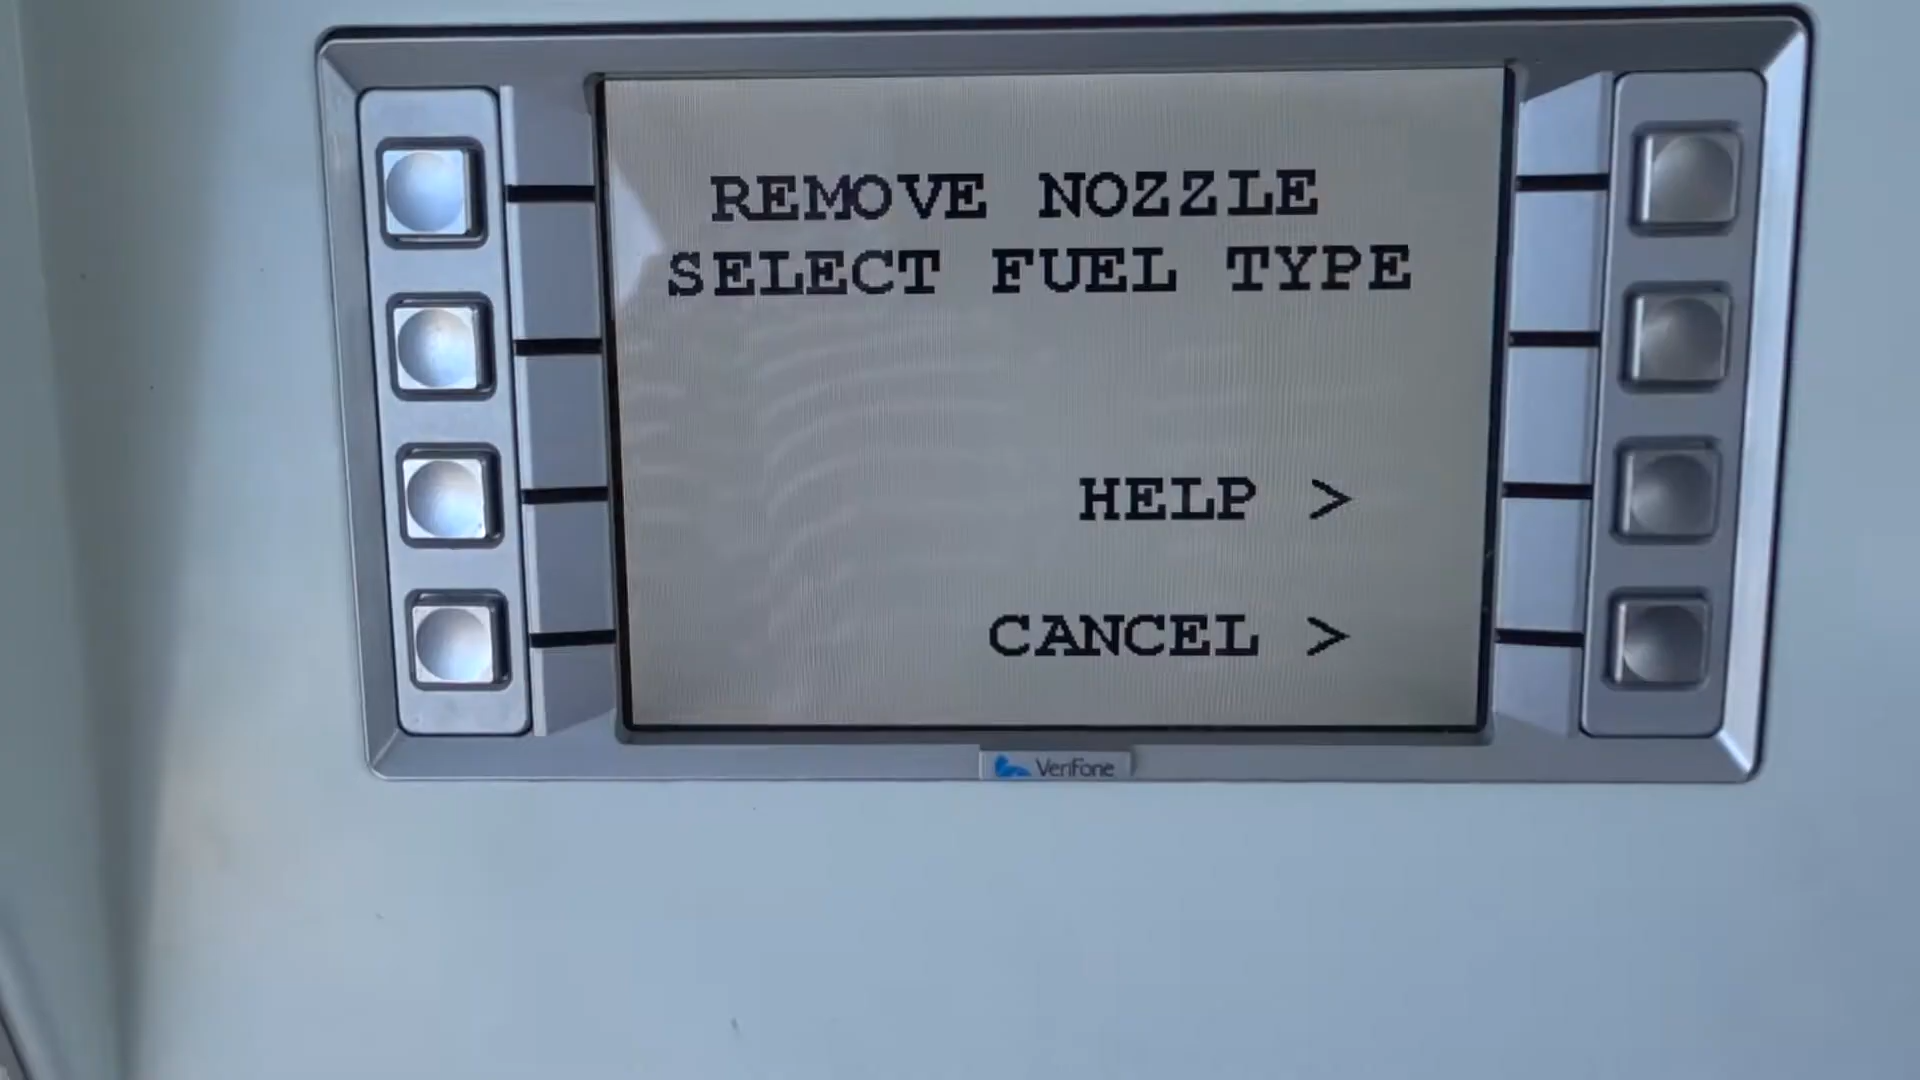 REMOVE NOZZLE
SELECT FUEL TYPE
HELP >
CANCEL >
VeriFone